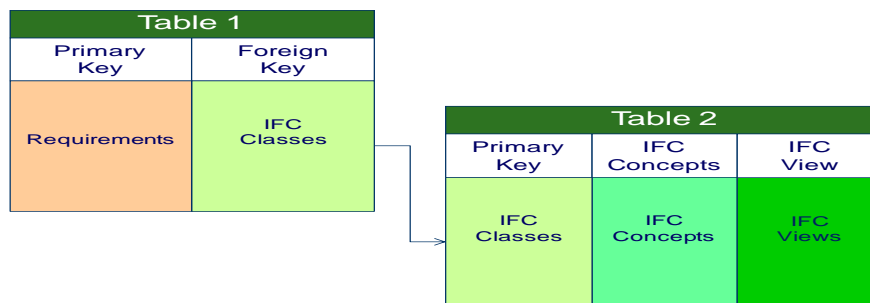 Table 1
Primary
Key
Foreign
Key
Requirements
IFC
Classes
Table 2
Primary
Key
IFC
Concepts
IFC
View
IFC
Classes
IFC
Concepts
IFC
Views